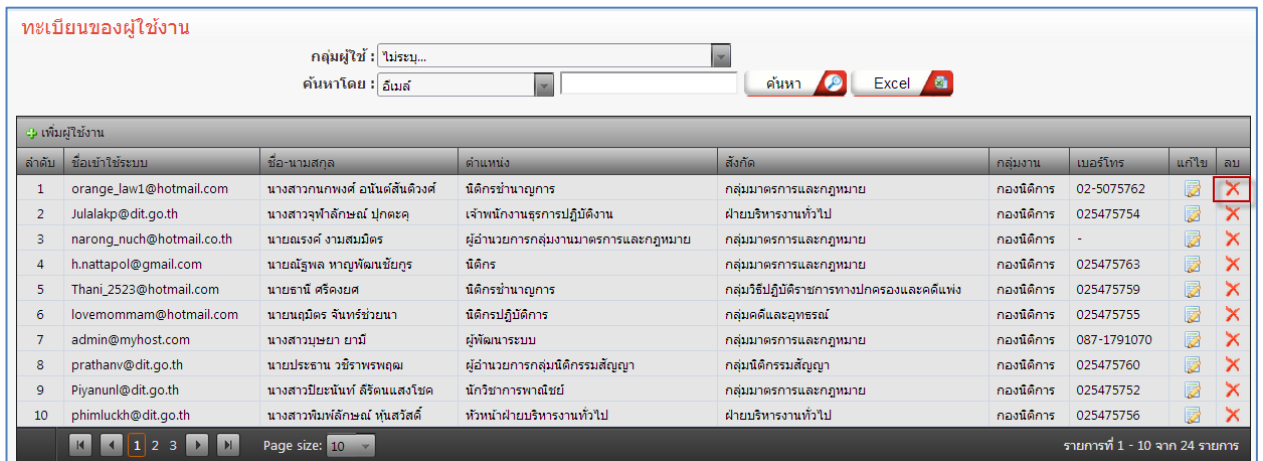 ทะเบียนของผู้ใช้งาน
กลุ่มผู้ใช้ : ไม่ระบุ...
ค้นหาโดย : อีเมล์ ค้นหา Excel
เพิ่มผู้ใช้งาน
ลำดับ ชื่อเข้าใช้ระบบ ชื่อ-นามสกุล ตำแหน่ง สังกัด กลุ่มงาน เบอร์โทร แก้ไข ลบ
1 orange_law1@hotmail.com นางสาวกนกพงศ์ อนันต์สันติวงศ์ นิติกรชำนาญการ กลุ่มมาตรการและกฎหมาย กองนิติการ 02-5075762
2 Julalakp@dit.go.th นางสาวจุฬาลักษณ์ ปุกตะคุ เจ้าพนักงานธุรการปฏิบัติงาน ฝ่ายบริหารงานทั่วไป กองนิติการ 025475754
3 narong_nuch@hotmail.co.th นายณรงค์ งามสมมิตร ผู้อำนวยการกลุ่มงานมาตรการและกฎหมาย กลุ่มมาตรการและกฎหมาย กองนิติการ -
4 h.nattapol@gmail.com นายณัฐพล หาญพัฒนชัยกูร นิติกร กลุ่มมาตรการและกฎหมาย กองนิติการ 025475763
5 Thani_2523@hotmail.com นายธานี ศรีคงยศ นิติกรชำนาญการ กลุ่มวิธีปฏิบัติราชการทางปกครองและคดีแพ่ง กองนิติการ 025475759
6 lovemommam@hotmail.com นายนฤมิตร จันทร์ช่วยนา นิติกรปฏิบัติการ กลุ่มคดีและอุทธรณ์ กองนิติการ 025475755
7 admin@myhost.com นางสาวบุษยา ยามี ผู้พัฒนาระบบ กลุ่มมาตรการและกฎหมาย กองนิติการ 087-1791070
8 prathanv@dit.go.th นายประธาน วชิราพรพฤฒ ผู้อำนวยการกลุ่มนิติกรรมสัญญา กลุ่มนิติกรรมสัญญา กองนิติการ 025475760
9 Piyanunl@dit.go.th นางสาวปิยะนันท์ ลีรัตนแสงโชค นักวิชาการพาณิชย์ กลุ่มมาตรการและกฎหมาย กองนิติการ 025475752
10 phimluckh@dit.go.th นางสาวพิมพ์ลักษณ์ หุ่นสวัสดิ์ หัวหน้าฝ่ายบริหารงานทั่วไป ฝ่ายบริหารงานทั่วไป กองนิติการ 025475756
1 2 3 Page size: 10 รายการที่ 1 - 10 จาก 24 รายการ